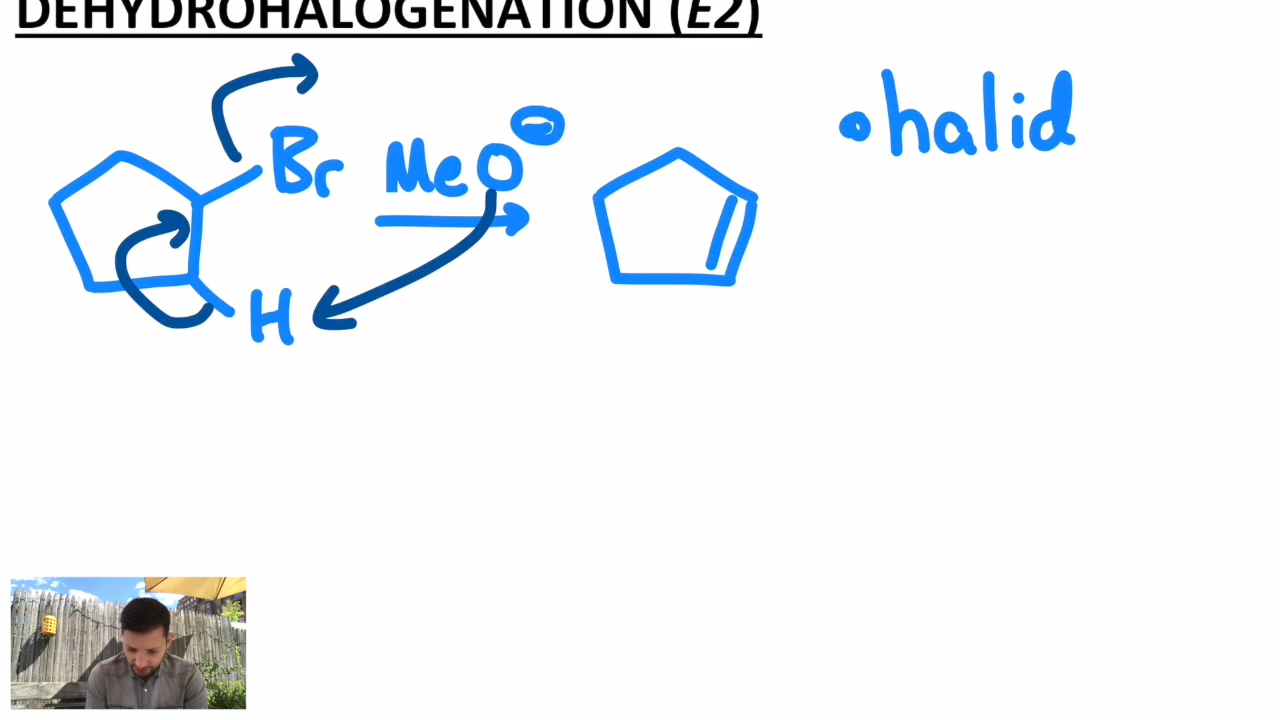 DEHYDROHALOGENATION (E2)
Br
MeO⊖
H
•halid